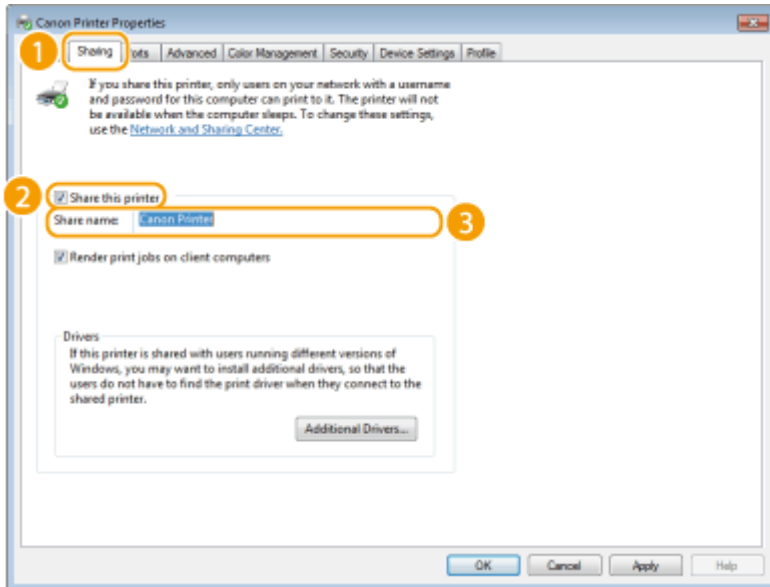 Canon Printer Properties
1
Sharing Ports Advanced Color Management Security Device Settings Profile
If you share this printer, only users on your network with a username
and password for this computer can print to it. The printer will not
be available when the computer sleeps. To change these settings,
use the Network and Sharing Center.
2
Share this printer
Share name: Canon Printer
3
Render print jobs on client computers
Drivers
If this printer is shared with users running different versions of
Windows, you may want to install additional drivers, so that the
users do not have to find the print driver when they connect to the
shared printer.
Additional Drivers...
OK Cancel Apply Help